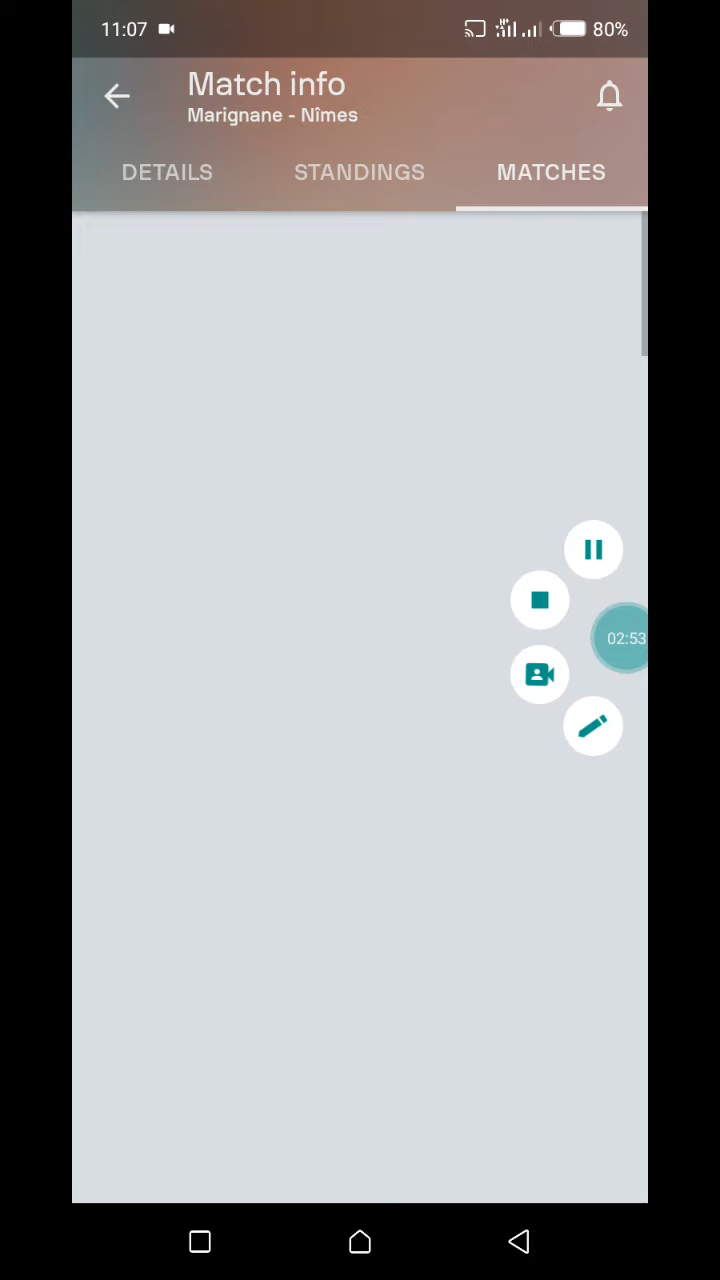 11:07
80%
Match info
Marignane - Nîmes
DETAILS STANDINGS MATCHES
02:53